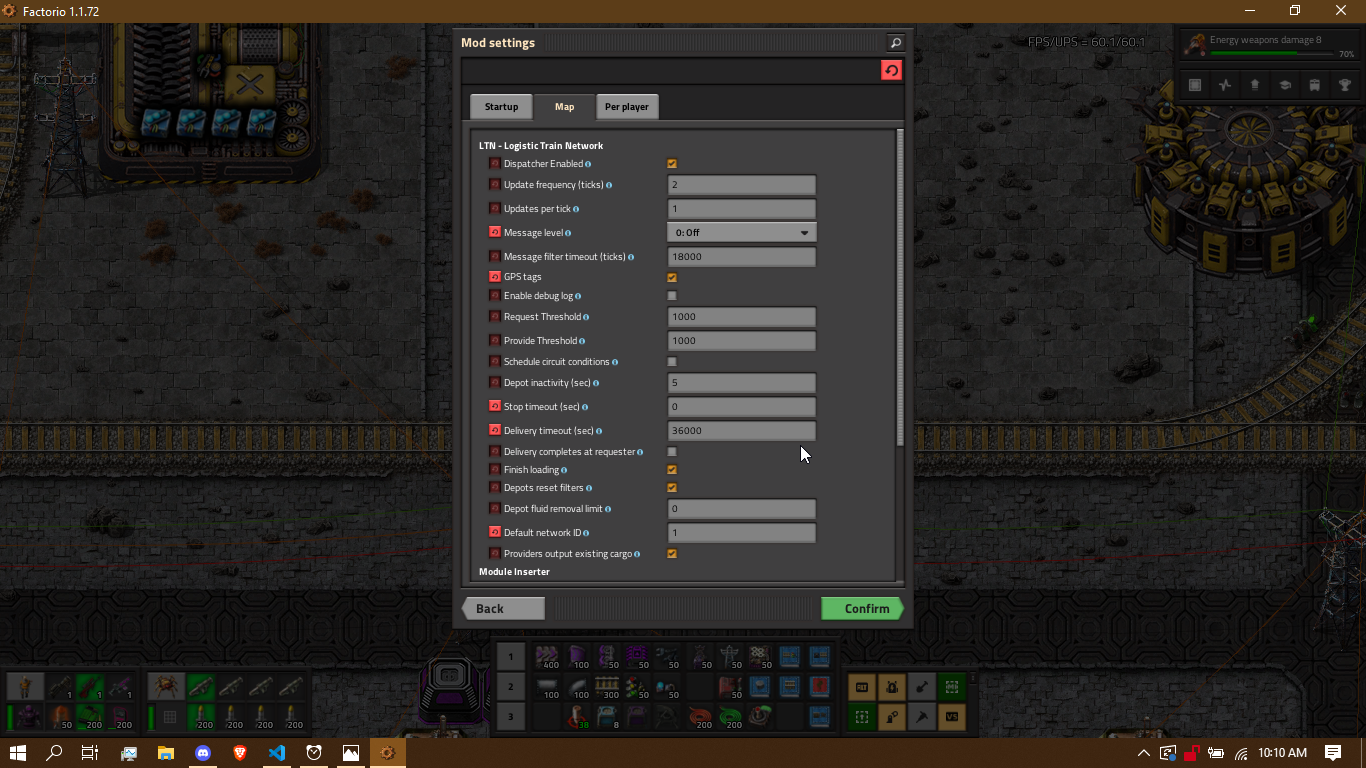 Factorio 1.1.72
Mod settings
FPS/UPS = 60.1/60.1
Energy weapons damage 8
70%
Startup
Map
Per player
LTN - Logistic Train Network
Dispatcher Enabled
Update frequency (ticks) 2
Updates per tick 1
Message level 0: Off
Message filter timeout (ticks) 18000
GPS tags
Enable debug log
Request Threshold 1000
Provide Threshold 1000
Schedule circuit conditions
Depot inactivity (sec) 5
Stop timeout (sec) 0
Delivery timeout (sec) 36000
Delivery completes at requester
Finish loading
Depots reset filters
Depot fluid removal limit 0
Default network ID 1
Providers output existing cargo
Module Inserter
Back
Confirm
1 400 100 50 50 50 50 50 50
2 100 100 300 50 50 50
3 38 8 200 200 50
1 1 1
50 200 200
200 200 200 200
10:10 AM